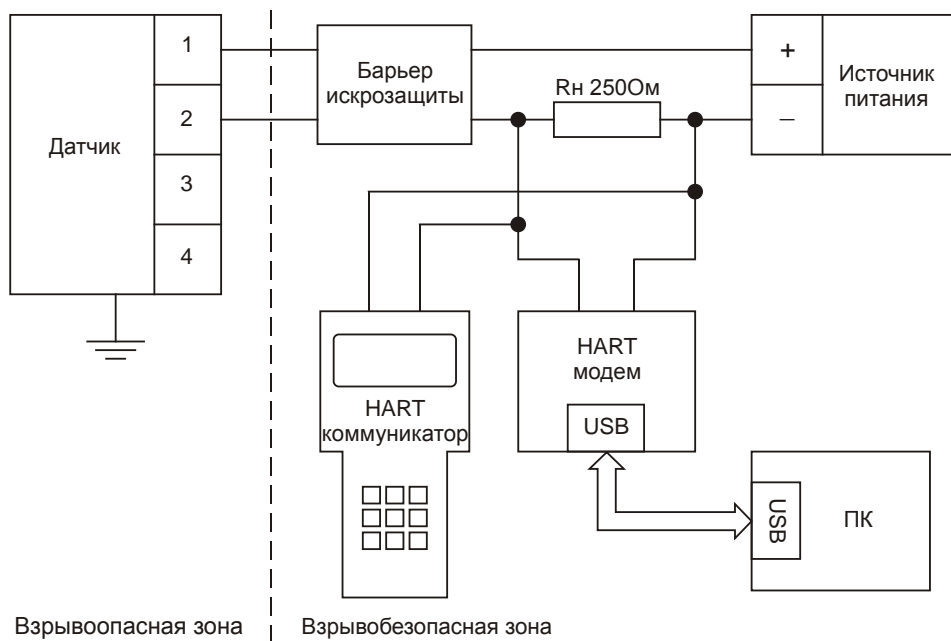 Датчик
1
2
3
4
Барьер
искрозащиты
Rн 250Ом
+
–
Источник
питания
HART
коммуникатор
HART
модем
USB
USB
ПК
Взрывоопасная зона
Взрывобезопасная зона